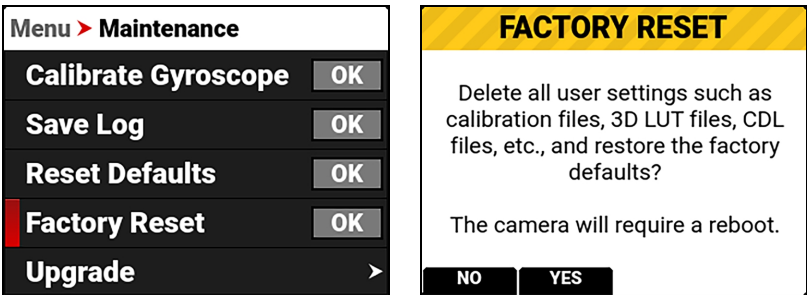 Menu ➤ Maintenance
Calibrate Gyroscope OK
Save Log OK
Reset Defaults OK
Factory Reset OK
Upgrade ➤
FACTORY RESET
Delete all user settings such as
calibration files, 3D LUT files, CDL
files, etc., and restore the factory
defaults?
The camera will require a reboot.
NO YES